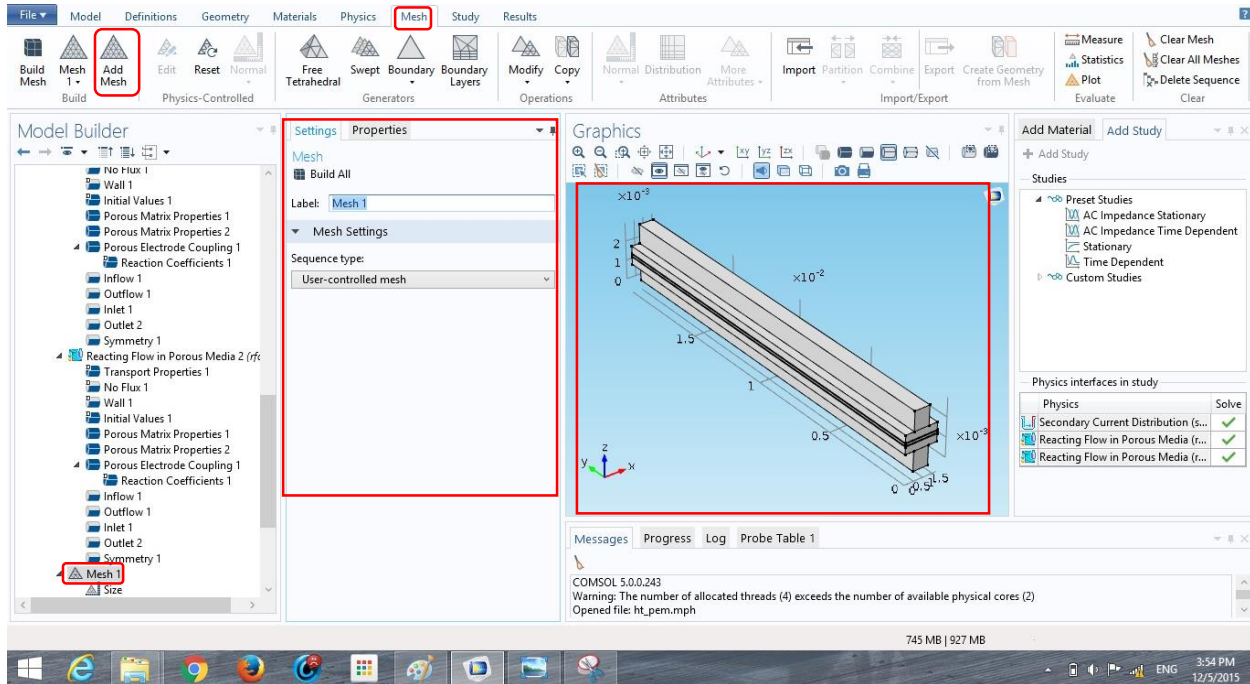 File Model Definitions Geometry Materials Physics Mesh Study Results
Build Mesh
Mesh 1
Add Mesh
Build
Edit Reset Normal
Physics-Controlled
Free Tetrahedral
Swept
Boundary
Boundary Layers
Generators
Modify Copy
Operations
Normal Distribution
More Attributes
Attributes
Import Partition Combine Export
Create Geometry from Mesh
Import/Export
Measure
Statistics
Plot
Evaluate
Clear Mesh
Clear All Meshes
Delete Sequence
Clear
Model Builder
No Flux 1
Wall 1
Initial Values 1
Porous Matrix Properties 1
Porous Matrix Properties 2
Porous Electrode Coupling 1
Reaction Coefficients 1
Inflow 1
Outflow 1
Inlet 1
Outlet 2
Symmetry 1
Reacting Flow in Porous Media 2 (rfc
Transport Properties 1
No Flux 1
Wall 1
Initial Values 1
Porous Matrix Properties 1
Porous Matrix Properties 2
Porous Electrode Coupling 1
Reaction Coefficients 1
Inflow 1
Outflow 1
Inlet 1
Outlet 2
Symmetry 1
Mesh 1
Size
Settings Properties
Mesh
Build All
Label: Mesh 1
Mesh Settings
Sequence type:
User-controlled mesh
Graphics
xy yz zx
×10⁻³
2
1
0
×10⁻²
1.5
1
0.5
×10⁻³
0 0 0.5 1.5
z
y x
Messages Progress Log Probe Table 1
COMSOL 5.0.0.243
Warning: The number of allocated threads (4) exceeds the number of available physical cores (2)
Opened file: ht_pem.mph
Add Material Add Study
+ Add Study
Studies
Preset Studies
AC Impedance Stationary
AC Impedance Time Dependent
Stationary
Time Dependent
Custom Studies
Physics interfaces in study
Physics Solve
Secondary Current Distribution (s...
Reacting Flow in Porous Media (r...
Reacting Flow in Porous Media (r...
745 MB | 927 MB
ENG
3:54 PM
12/5/2015